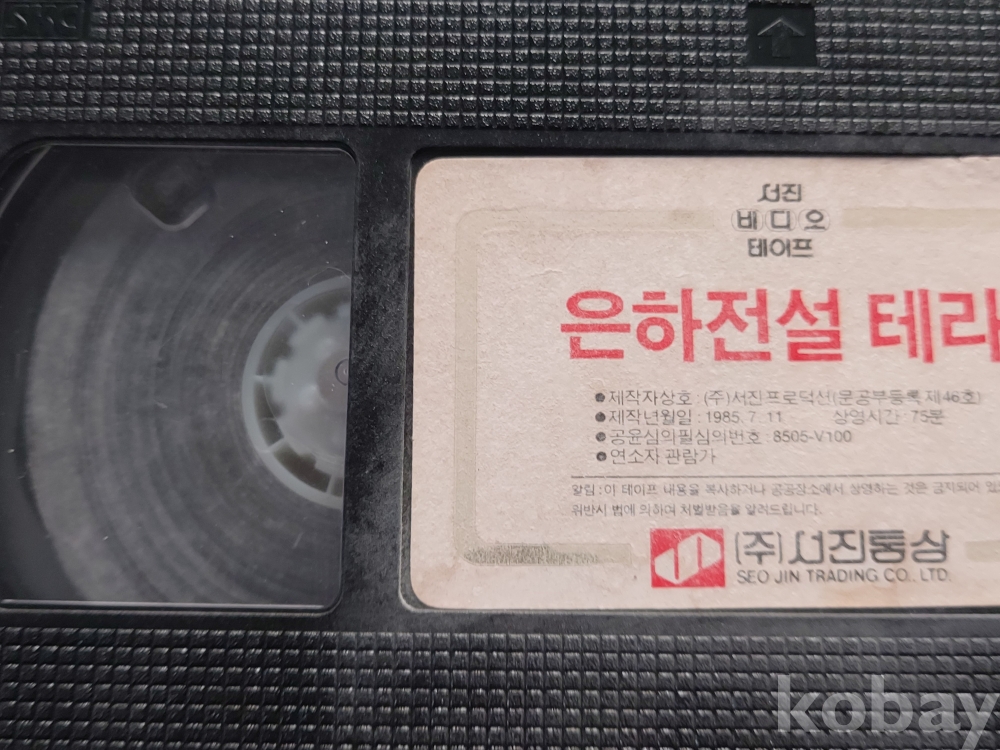 SKC
서진
비디오
테이프
은하전설 테라
● 제작자상호 : (주)서진프로덕션(문공부등록 제46호)
● 제작년월일 : 1985. 7. 11 상영시간 : 75분
● 공윤심의필심의번호 : 8505-V100
● 연소자 관람가
알림 : 이 테이프 내용을 복사하거나 공공장소에서 상영하는 것은 금지되어
위반시 법에 의하여 처벌받음을 알려드립니다.
(주)서진통상
SEO JIN TRADING CO., LTD.
kobay